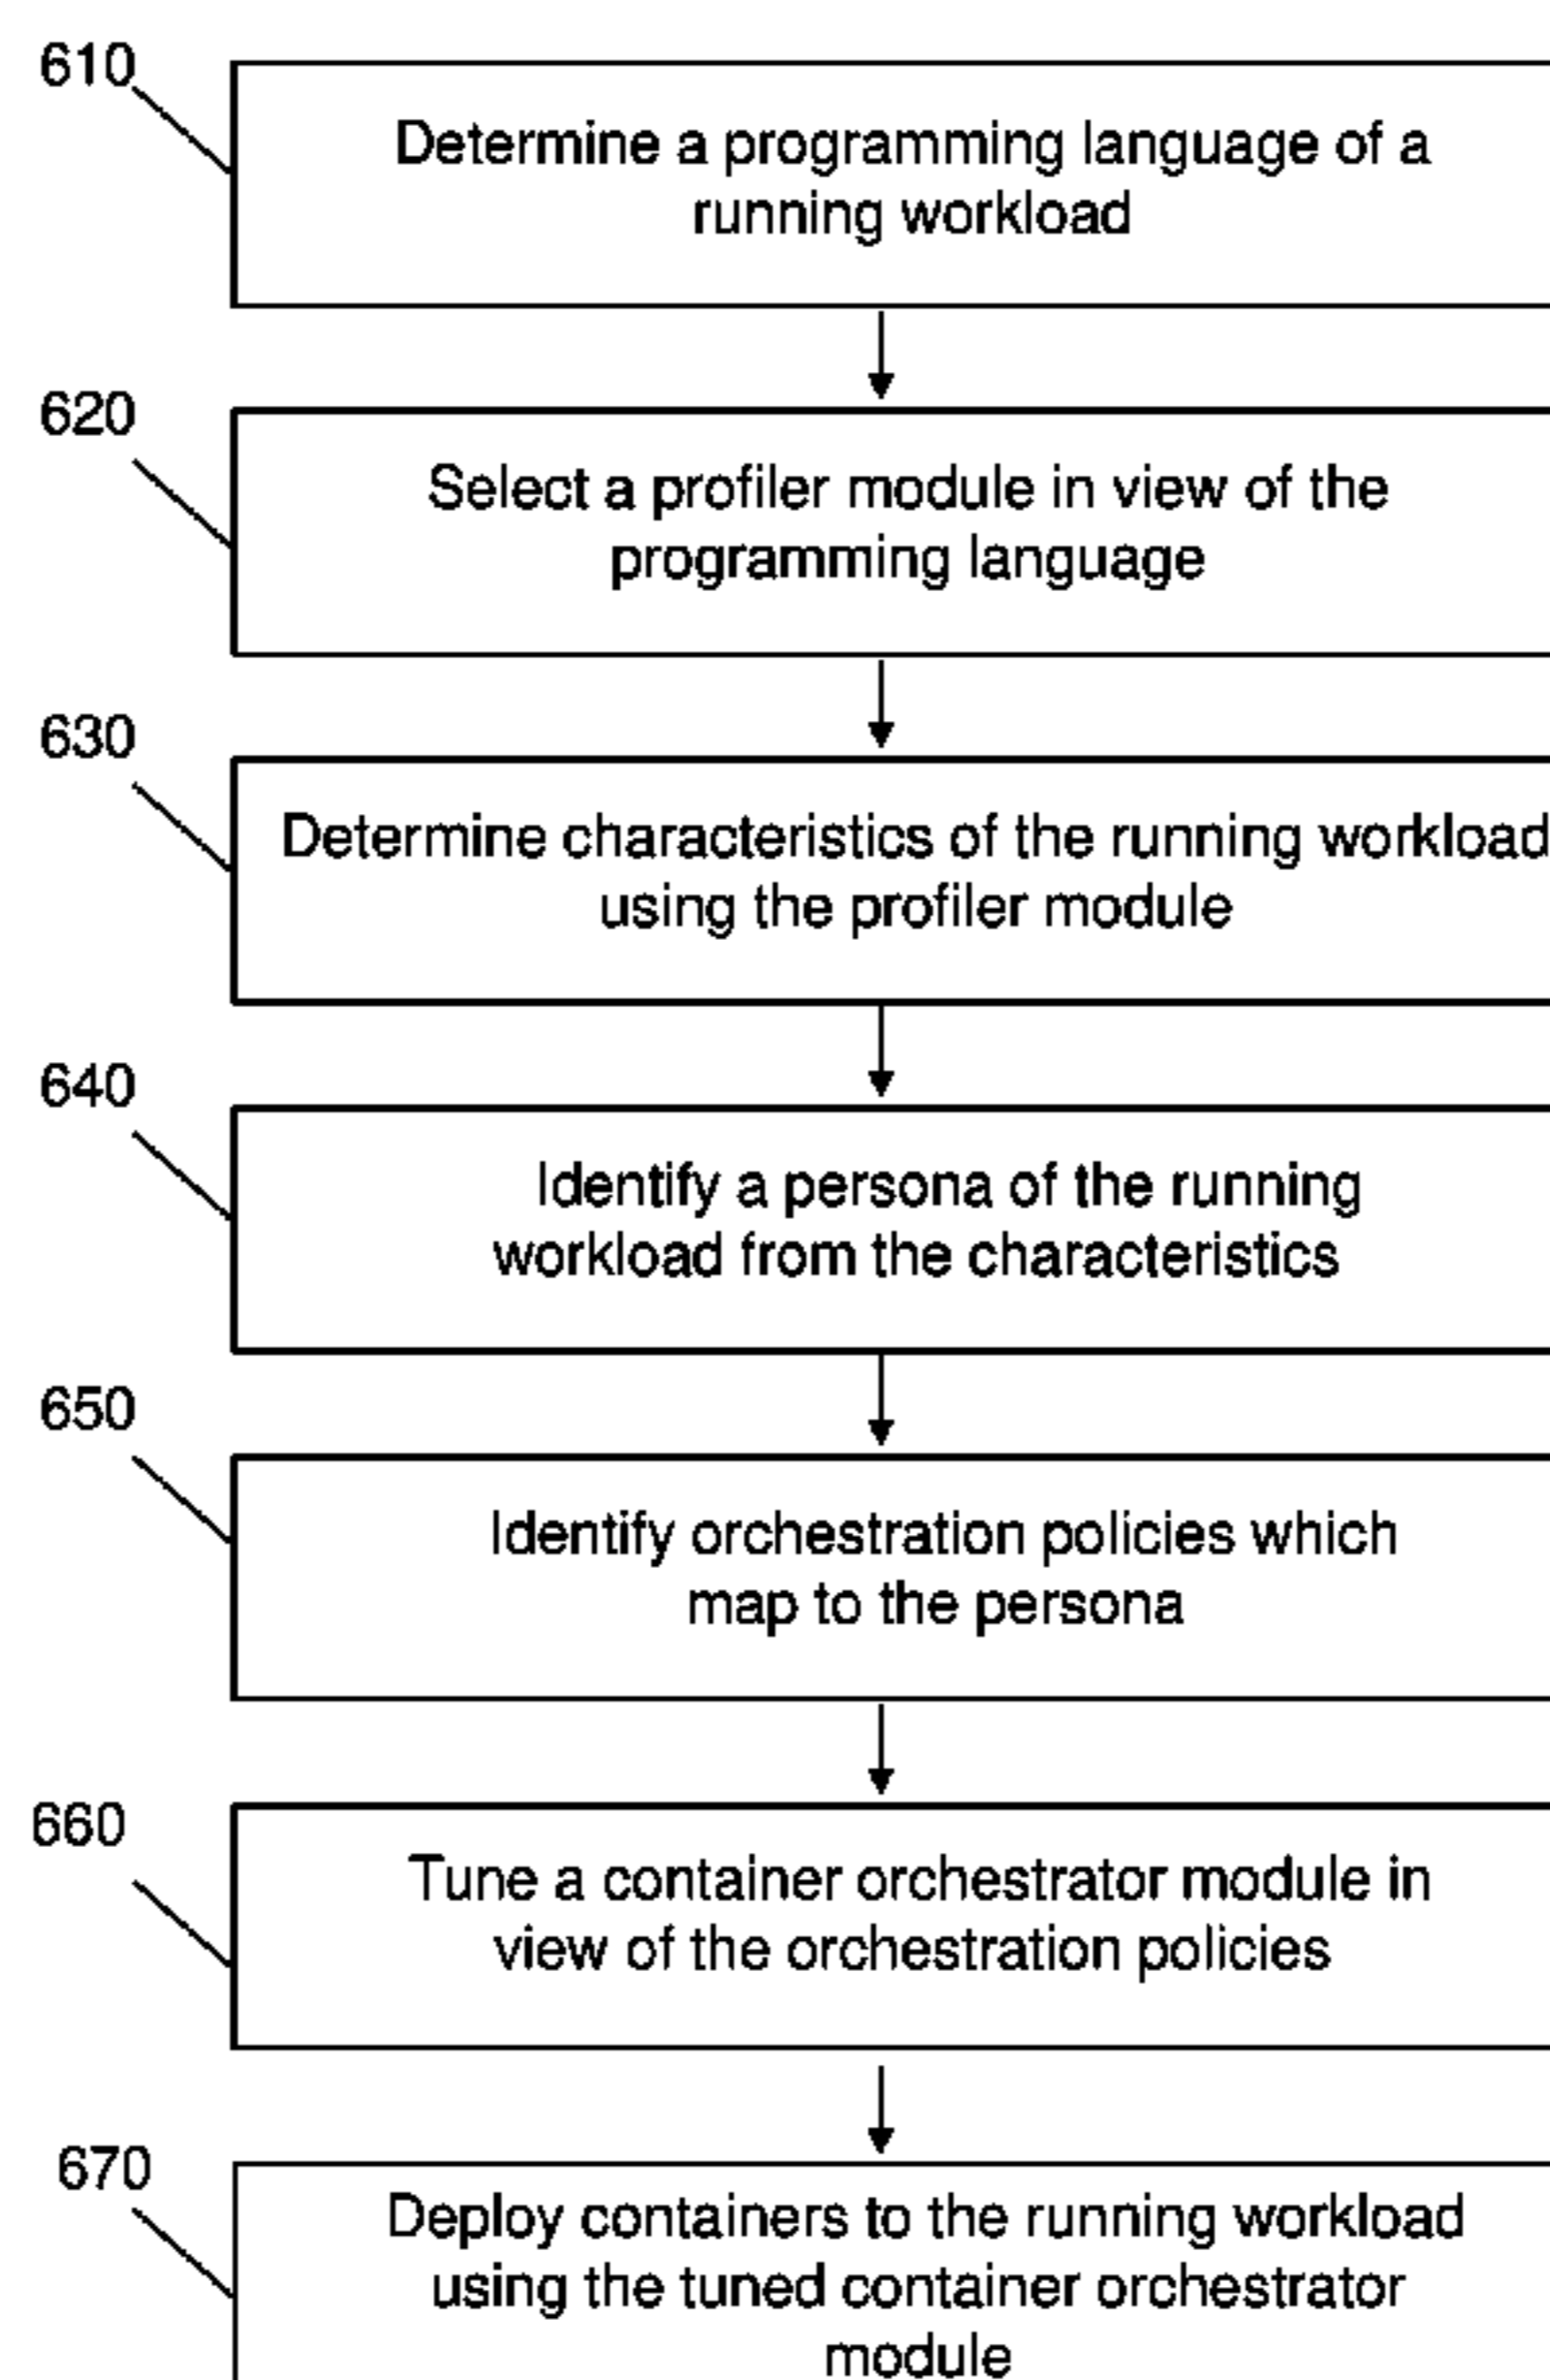 610
Determine a programming language of a
running workload
620
Select a profiler module in view of the
programming language
630
Determine characteristics of the running workload
using the profiler module
640
Identify a persona of the running
workload from the characteristics
650
Identify orchestration policies which
map to the persona
660
Tune a container orchestrator module in
view of the orchestration policies
670
Deploy containers to the running workload
using the tuned container orchestrator
module